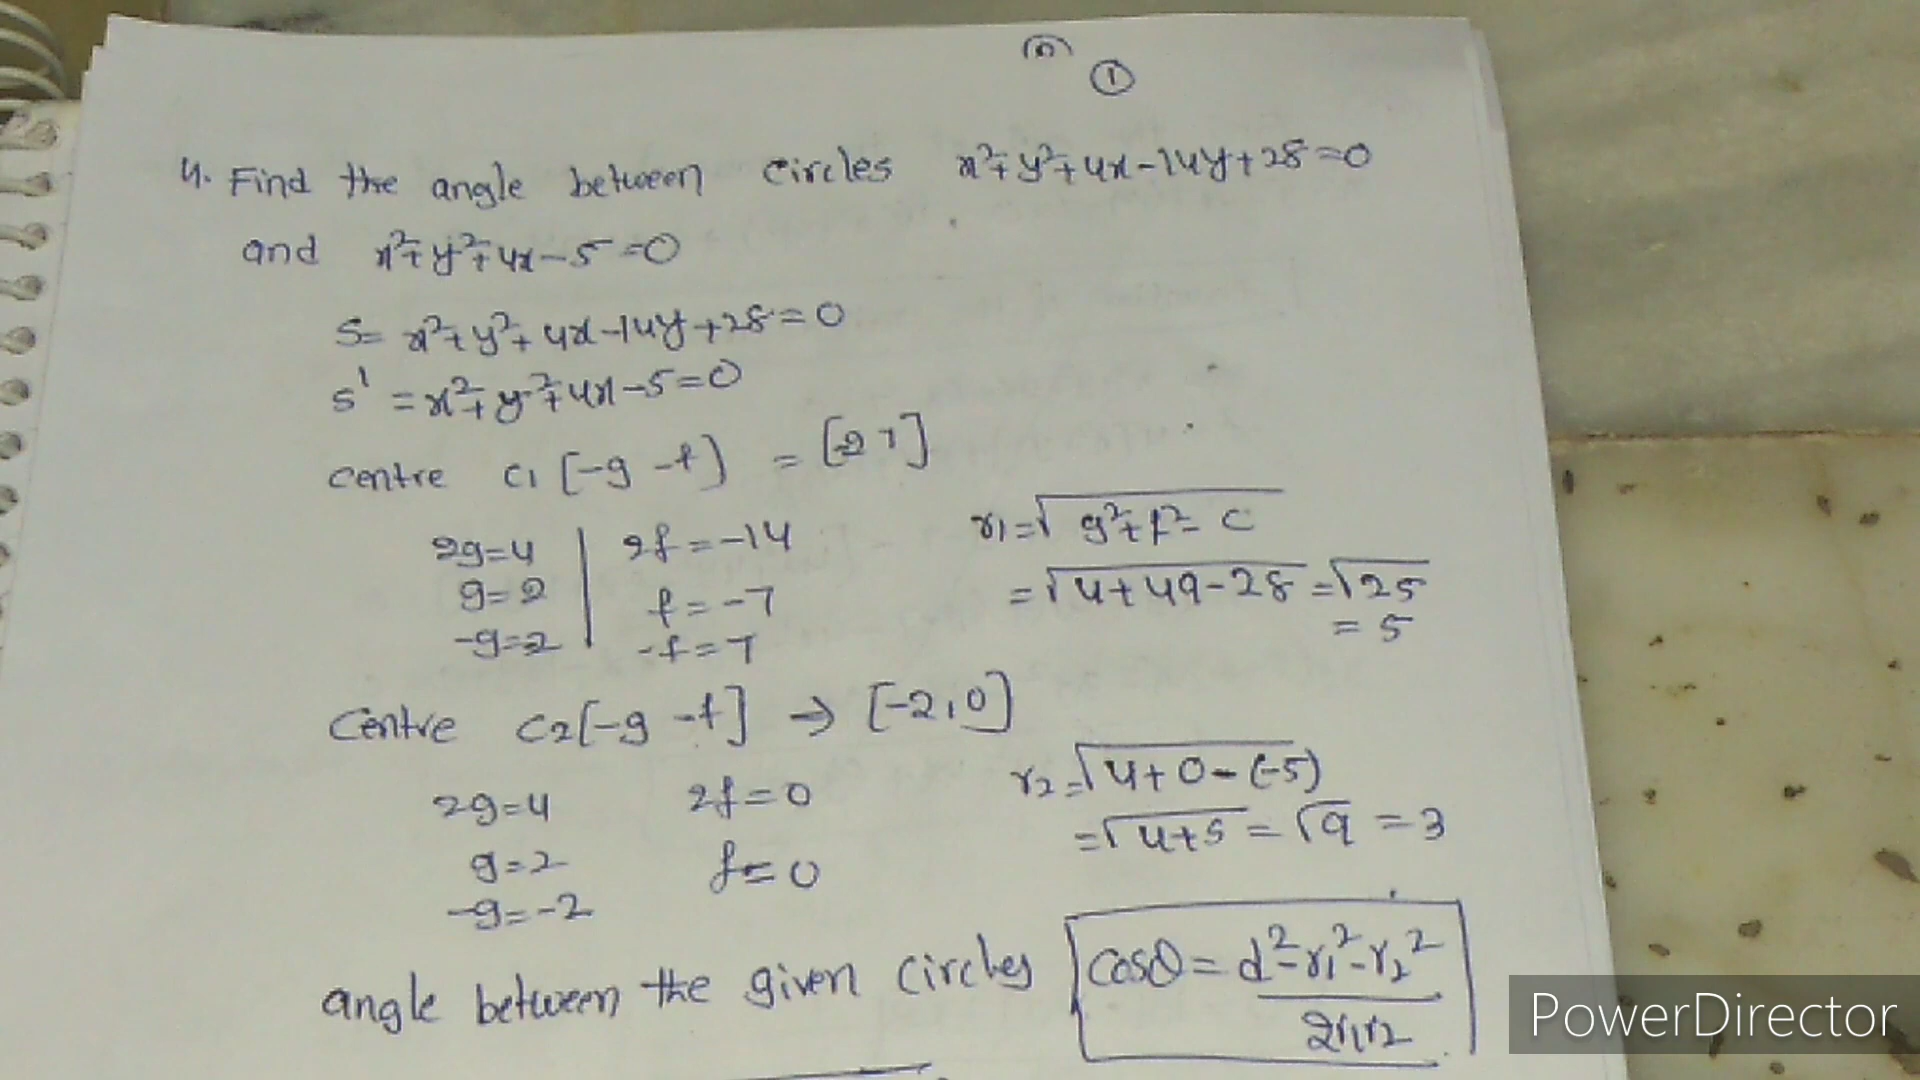 ①
4. Find the angle between circles x²+y²+4x-14y+28=0
and x²+y²+4x-5=0
S= x²+y²+4x-14y+28=0
s' =x²+y²+4x-5=0
centre c₁ [-g -f) = [-2 7]
2g=4 | 2f=-14
g=2 | f=-7
-g=-2 | -f=7
r₁=√g²+f²-c
=√4+49-28=√25
= 5
Centre C₂[-g -f] → [-2,0]
2g=4 2f=0
g=2 f=0
-g=-2
r₂=√4+0-(-5)
=√4+5=√9 =3
angle between the given circles cosθ= d²-r₁²-r₂²
2r₁r₂
PowerDirector